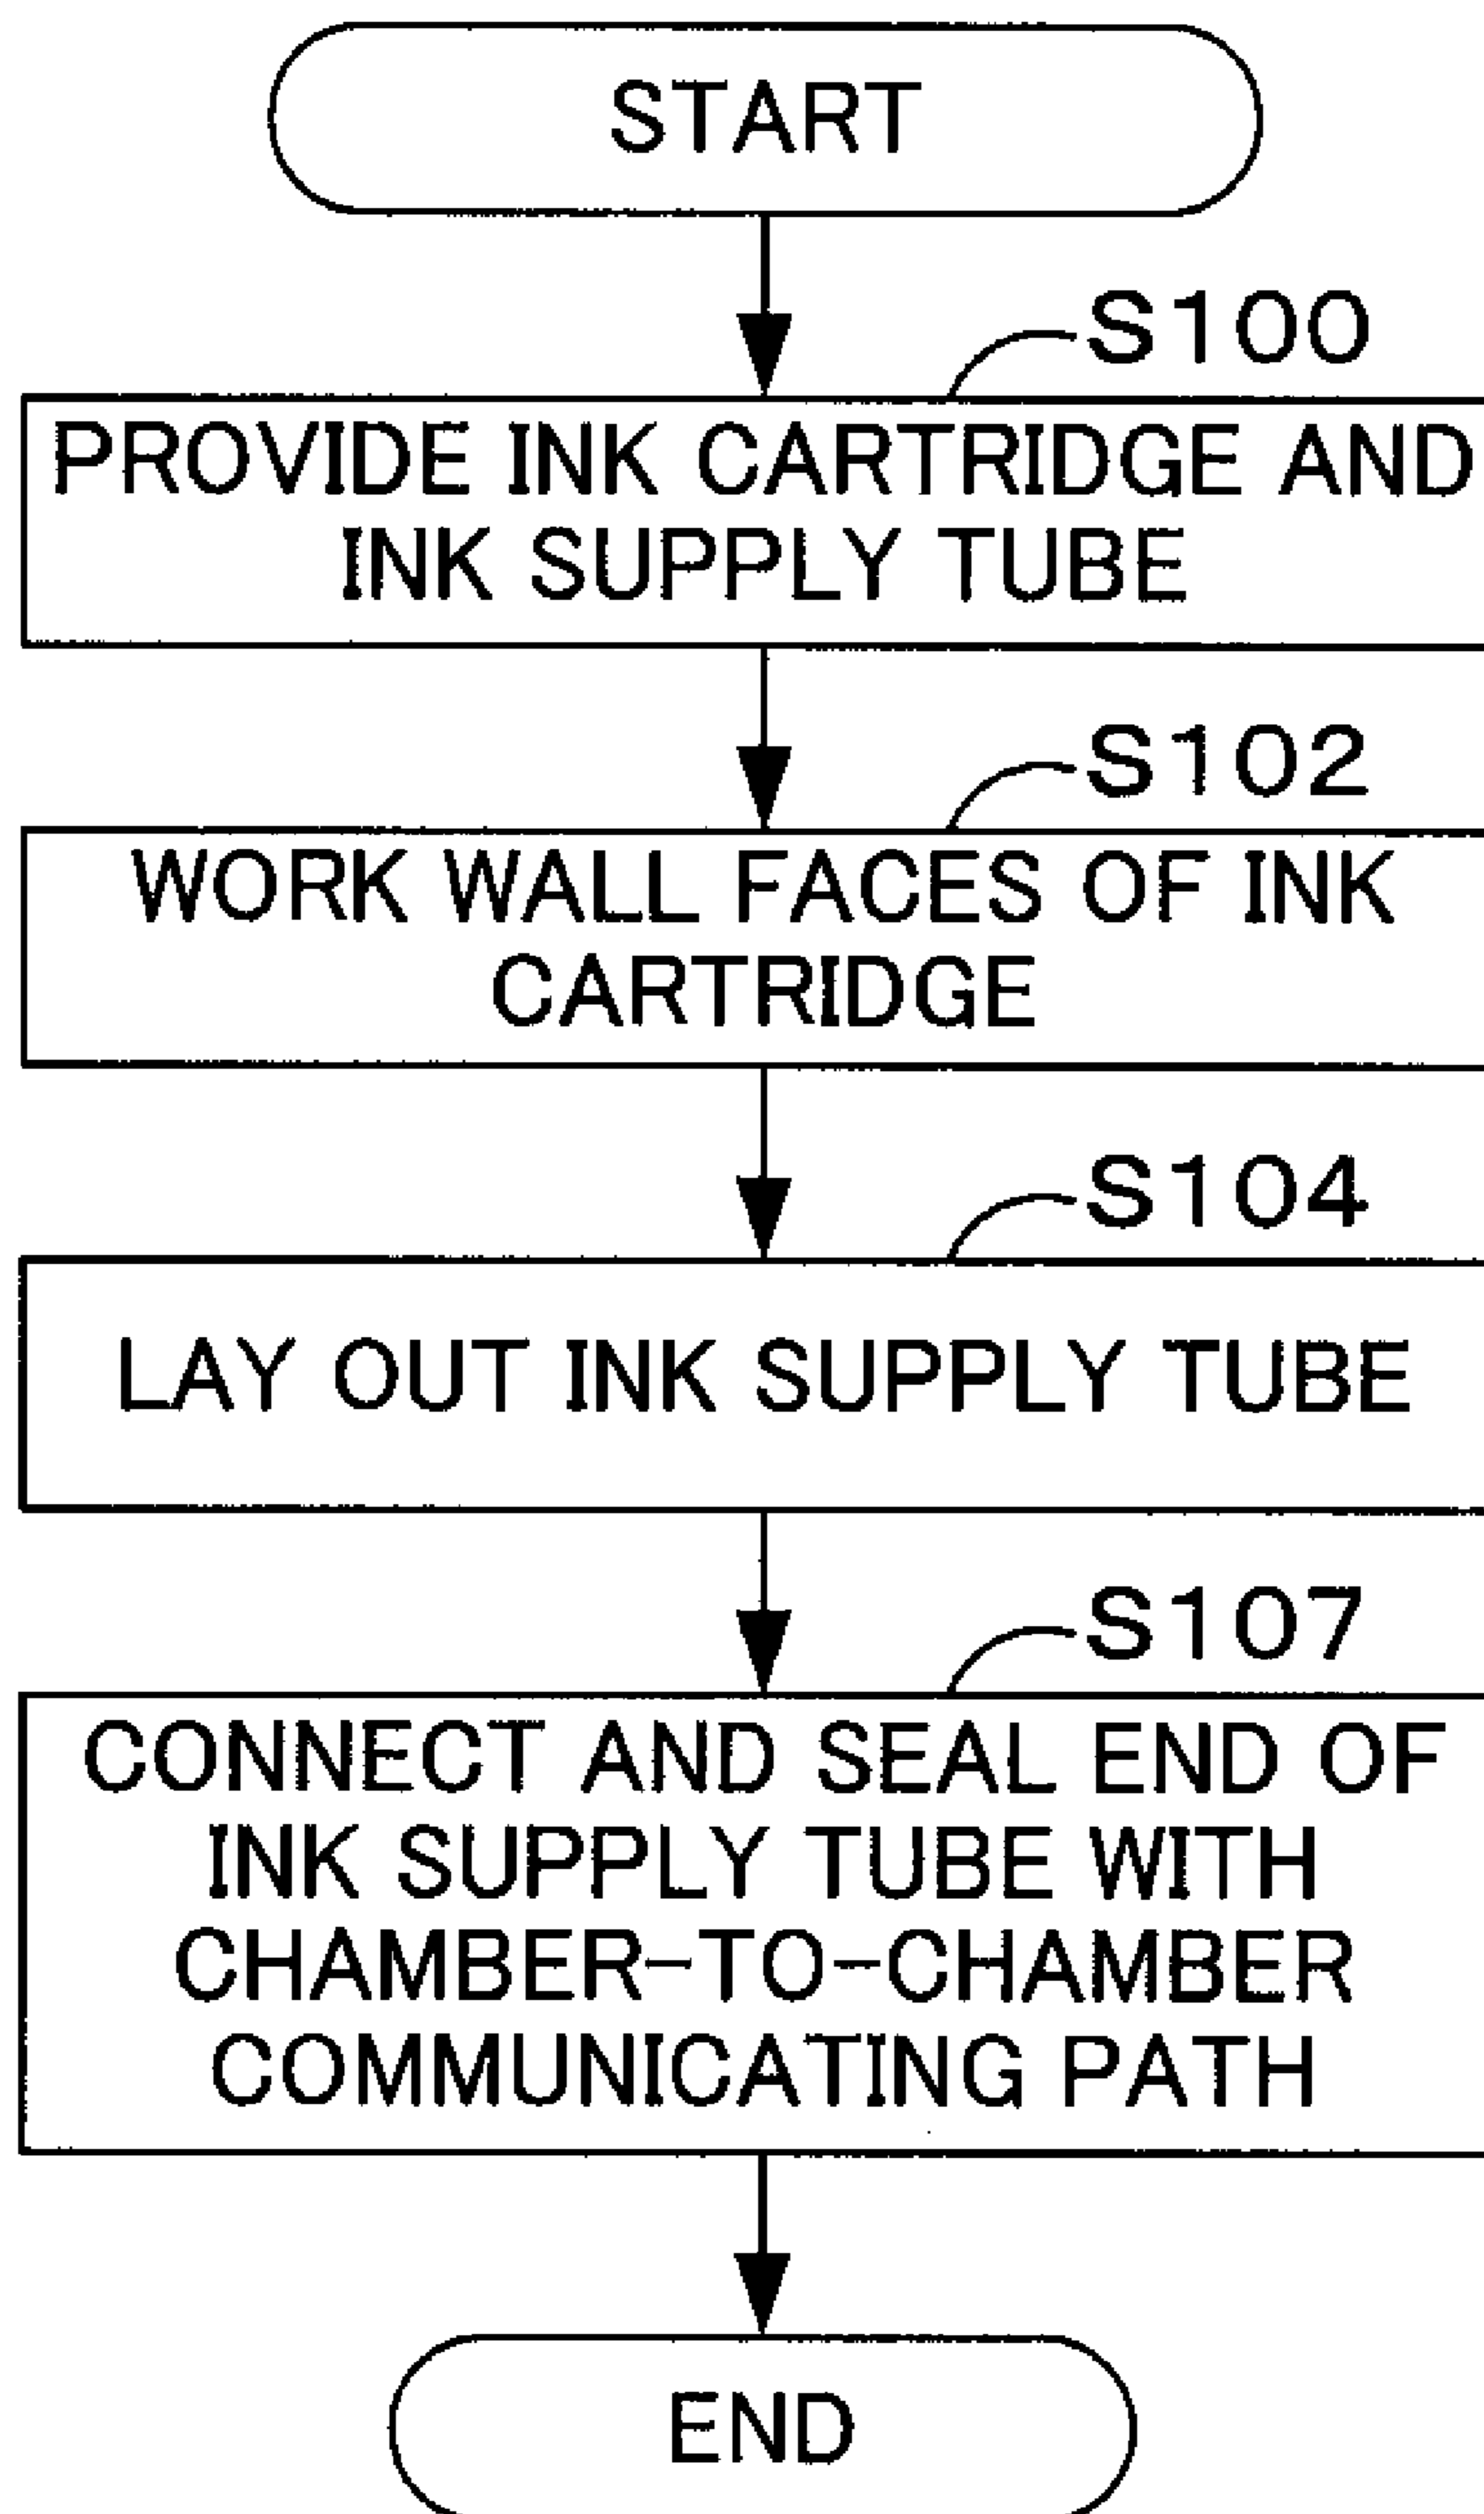 START
S100
PROVIDE INK CARTRIDGE AND
INK SUPPLY TUBE
S102
WORK WALL FACES OF INK
CARTRIDGE
S104
LAY OUT INK SUPPLY TUBE
S107
CONNECT AND SEAL END OF
INK SUPPLY TUBE WITH
CHAMBER-TO-CHAMBER
COMMUNICATING PATH
END